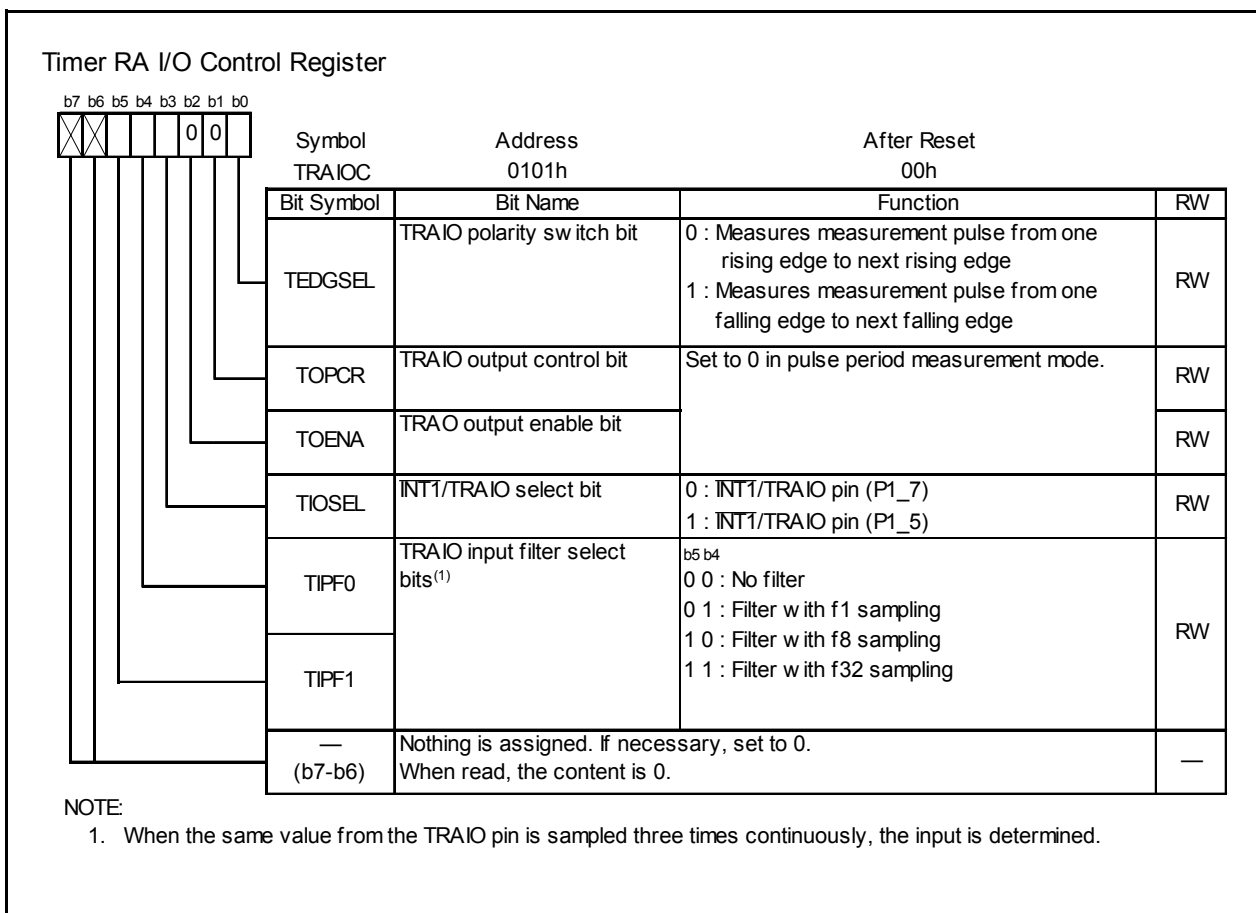 Timer RA I/O Control Register
b7 b6 b5 b4 b3 b2 b1 b0
0 0
Symbol Address After Reset
TRAIOC 0101h 00h
Bit Symbol Bit Name Function RW
TEDGSEL TRAIO polarity switch bit 0 : Measures measurement pulse from one
rising edge to next rising edge
1 : Measures measurement pulse from one
falling edge to next falling edge RW
TOPCR TRAIO output control bit Set to 0 in pulse period measurement mode. RW
TOENA TRAO output enable bit RW
TIOSEL INT1/TRAIO select bit 0 : INT1/TRAIO pin (P1_7)
1 : INT1/TRAIO pin (P1_5) RW
TIPF0 TRAIO input filter select
bits(1) b5 b4
0 0 : No filter
0 1 : Filter with f1 sampling
1 0 : Filter with f8 sampling
1 1 : Filter with f32 sampling RW
TIPF1
— Nothing is assigned. If necessary, set to 0.
(b7-b6) When read, the content is 0. —
NOTE:
1. When the same value from the TRAIO pin is sampled three times continuously, the input is determined.